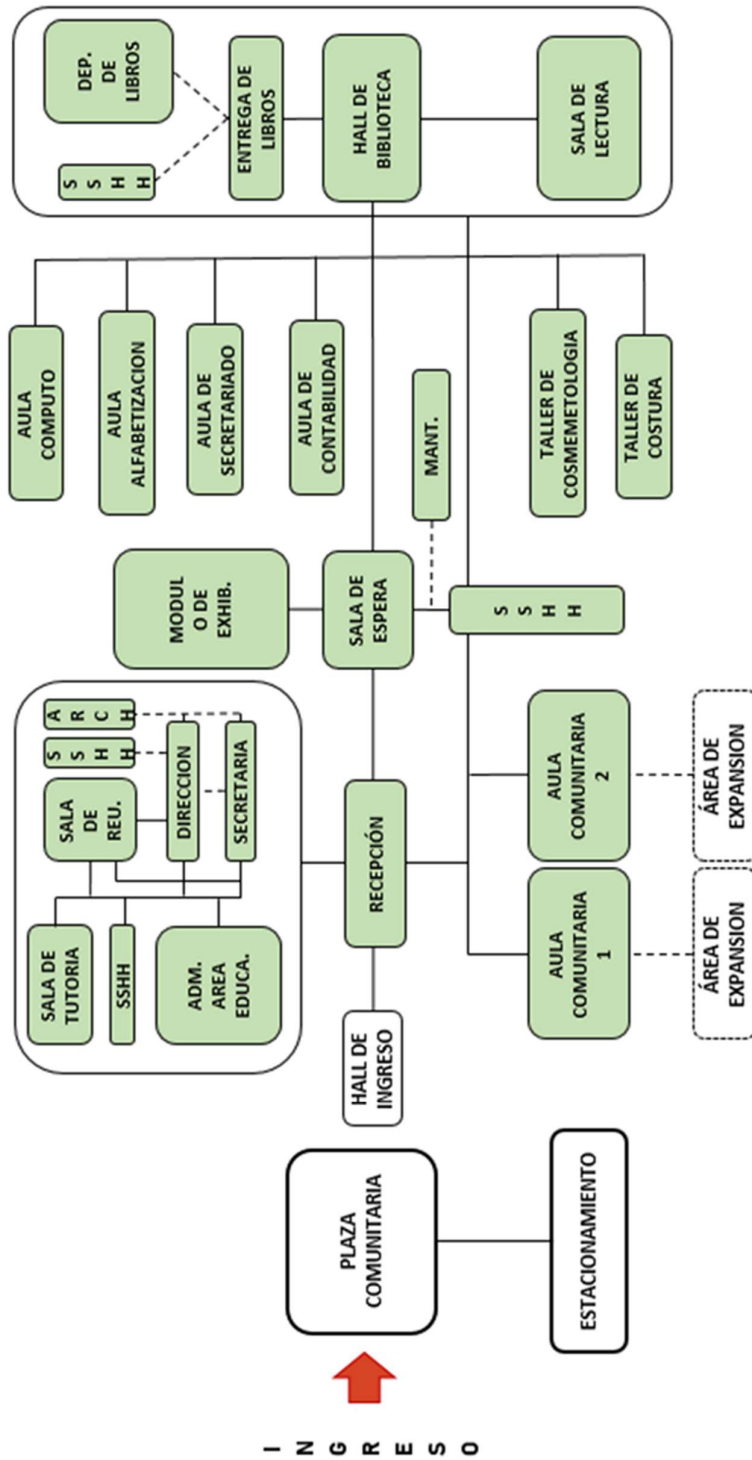 INGRESO
PLAZA
COMUNITARIA
ESTACIONAMIENTO
HALL DE
INGRESO
RECEPCIÓN
SALA DE
TUTORIA
SSHH
ADM.
AREA
EDUCA.
SALA
DE
REU.
SSHH
ARCH
DIRECCION
SECRETARIA
AULA
COMUNITARIA
1
AULA
COMUNITARIA
2
ÁREA DE
EXPANSION
ÁREA DE
EXPANSION
MODUL
O DE
EXHIB.
SALA DE
ESPERA
MANT.
SSHH
AULA
COMPUTO
AULA
ALFABETIZACION
AULA DE
SECRETARIADO
AULA DE
CONTABILIDAD
TALLER DE
COSMEMETOLOGIA
TALLER DE
COSTURA
SSHH
DEP.
DE
LIBROS
ENTREGA DE
LIBROS
HALL DE
BIBLIOTECA
SALA DE
LECTURA